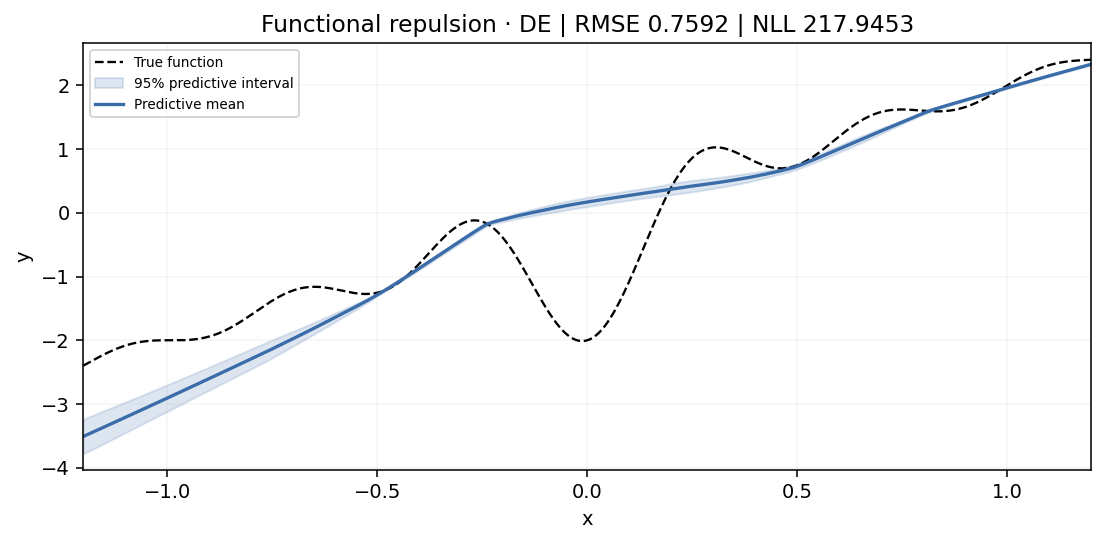 Functional repulsion · DE | RMSE 0.7592 | NLL 217.9453
True function
95% predictive interval
Predictive mean
y
2
1
0
−1
−2
−3
−4
−1.0
−0.5
0.0
0.5
1.0
x